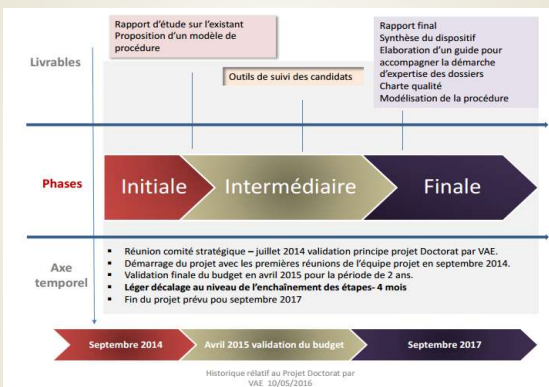 Rapport d'étude sur l'existant
Proposition d'un modèle de
procédure
Rapport final
Synthèse du dispositif
Elaboration d'un guide pour
accompagner la démarche
d'expertise des dossiers
Charte qualité
Modélisation de la procédure
Livrables
Outils de suivi des candidats
Phases
Initiale
Intermédiaire
Finale
Axe
temporel
▪ Réunion comité stratégique – juillet 2014 validation principe projet Doctorat par VAE.
▪ Démarrage du projet avec les premières réunions de l'équipe projet en septembre 2014.
▪ Validation finale du budget en avril 2015 pour la période de 2 ans.
▪ Léger décalage au niveau de l'enchaînement des étapes- 4 mois
▪ Fin du projet prévu pou septembre 2017
Septembre 2014
Avril 2015 validation du budget
Septembre 2017
Historique rélatif au Projet Doctorat par
VAE 10/05/2016